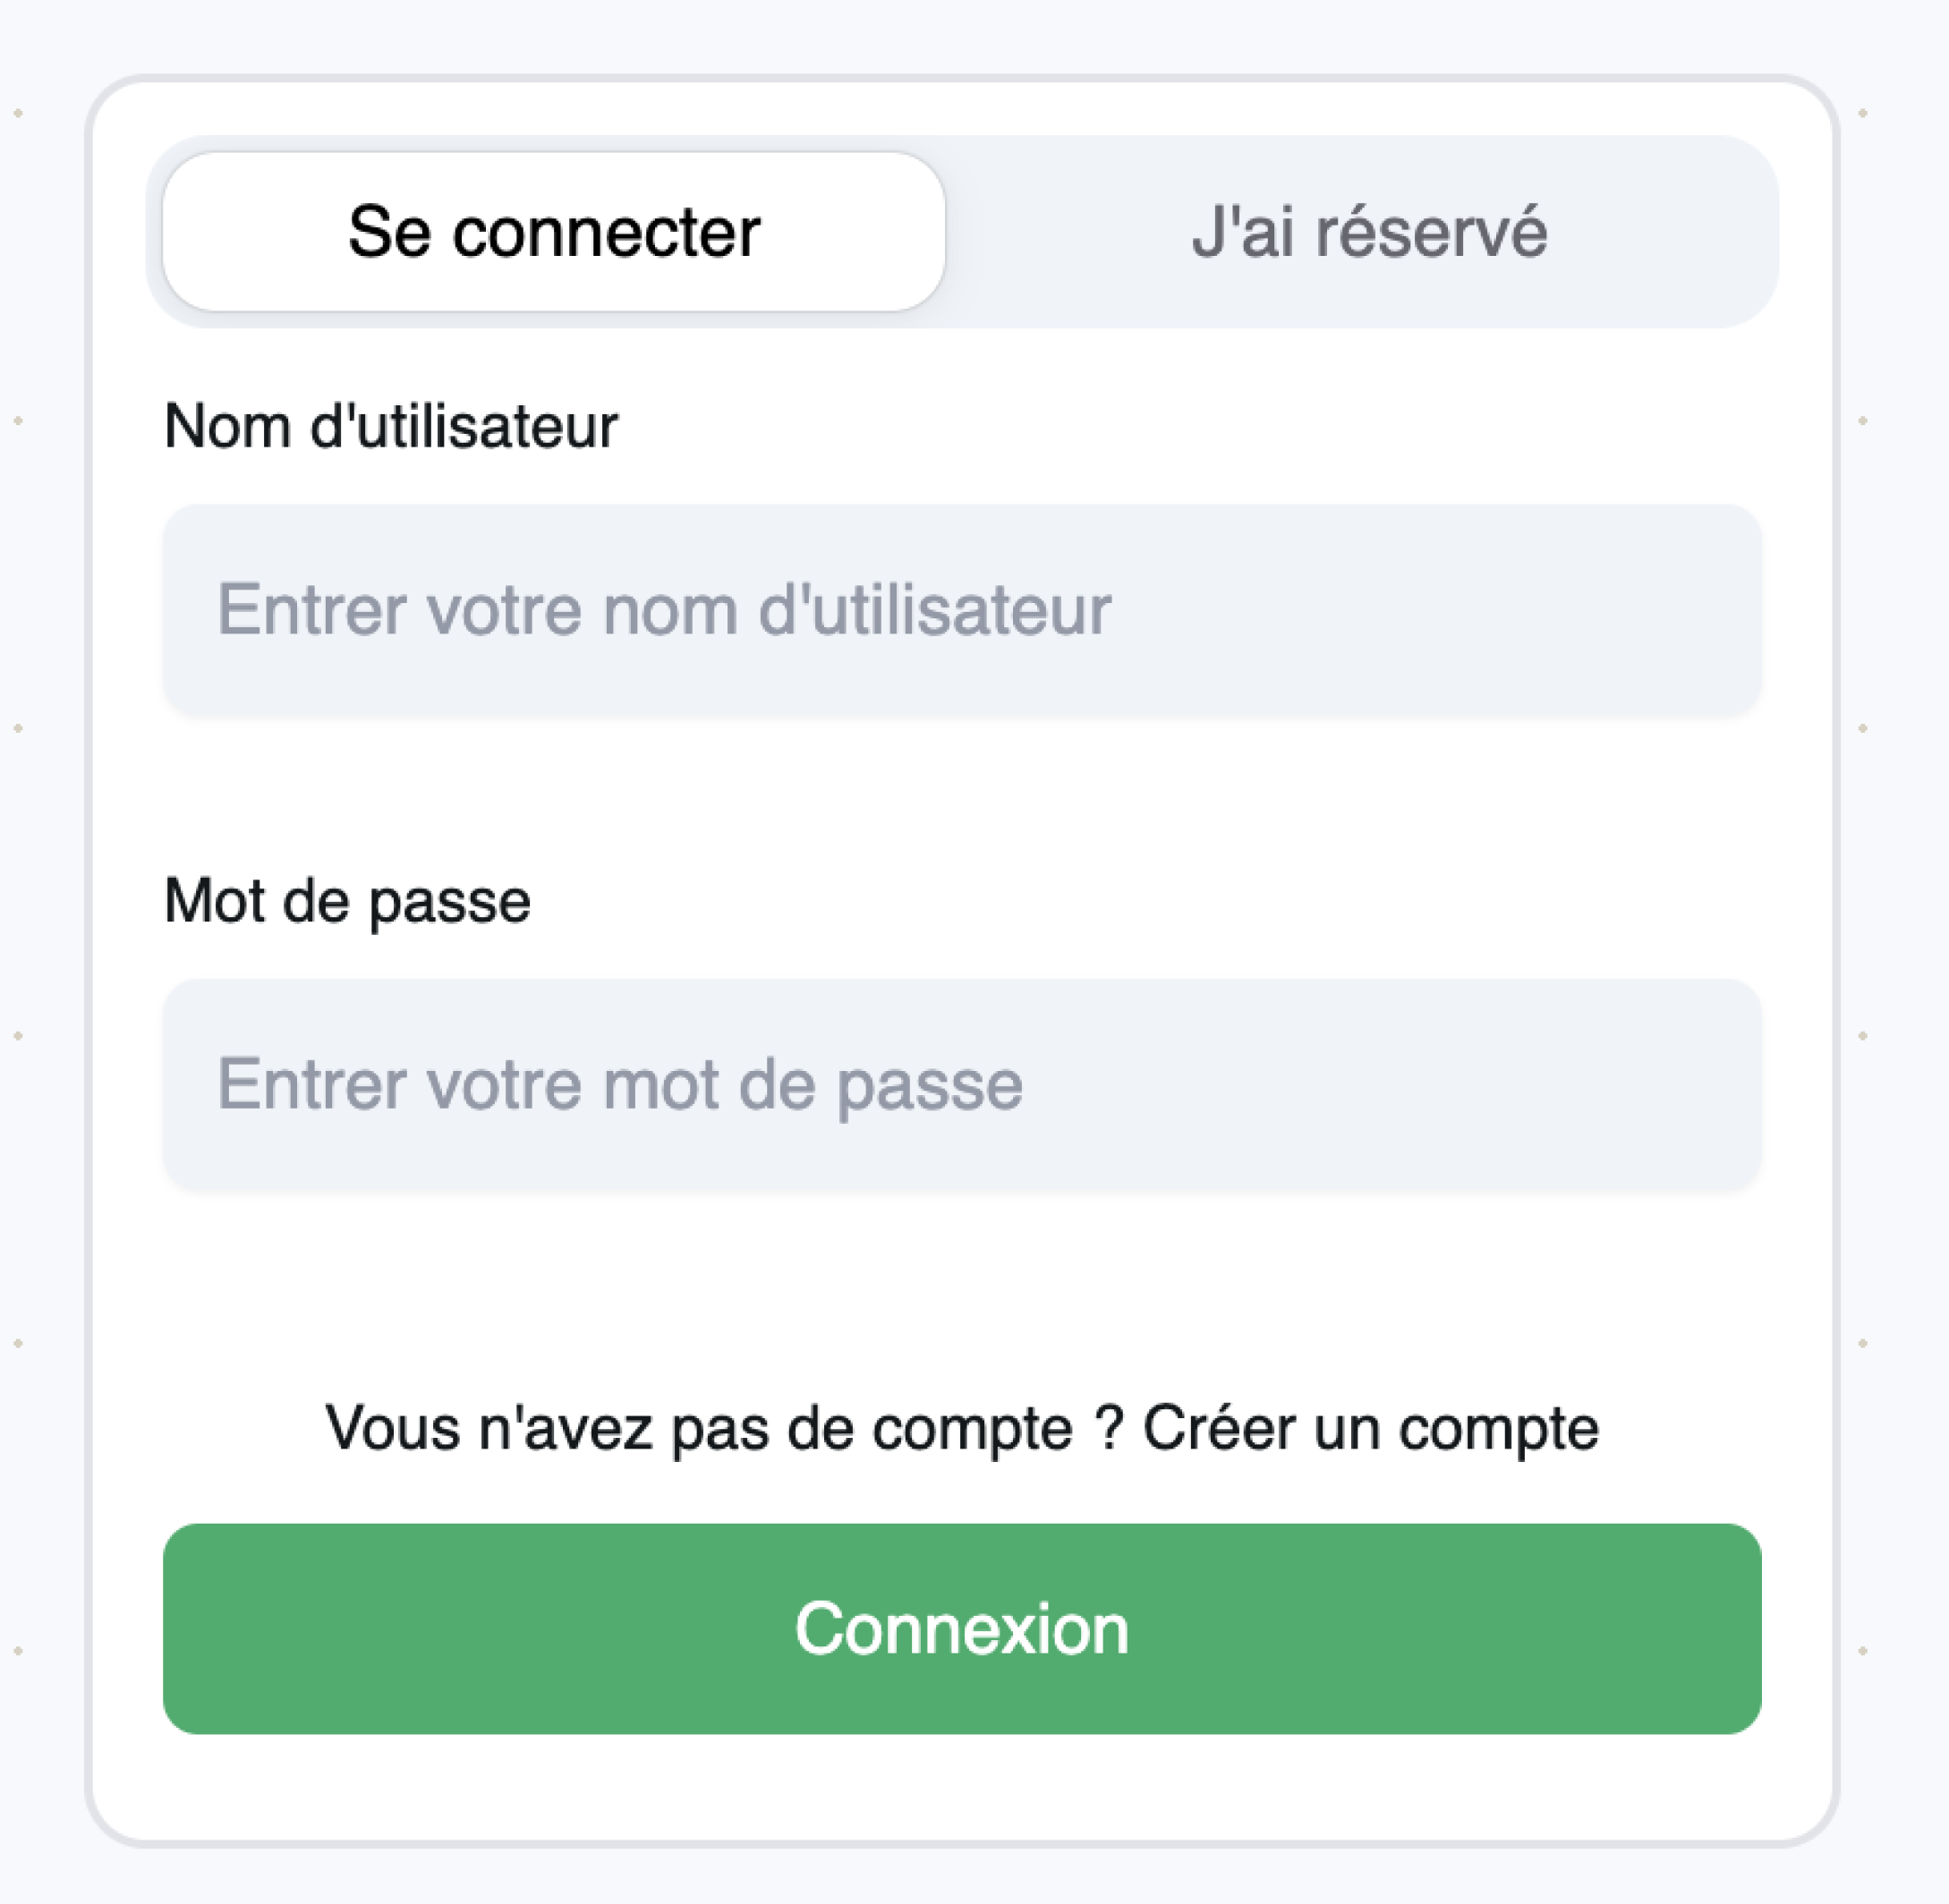 Se connecter
J'ai réservé
Nom d'utilisateur
Entrer votre nom d'utilisateur
Mot de passe
Entrer votre mot de passe
Vous n'avez pas de compte ? Créer un compte
Connexion